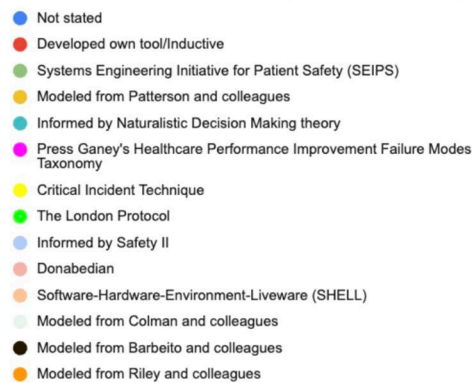 Not stated
Developed own tool/Inductive
Systems Engineering Initiative for Patient Safety (SEIPS)
Modeled from Patterson and colleagues
Informed by Naturalistic Decision Making theory
Press Ganey's Healthcare Performance Improvement Failure Modes
Taxonomy
Critical Incident Technique
The London Protocol
Informed by Safety II
Donabedian
Software-Hardware-Environment-Liveware (SHELL)
Modeled from Colman and colleagues
Modeled from Barbeito and colleagues
Modeled from Riley and colleagues